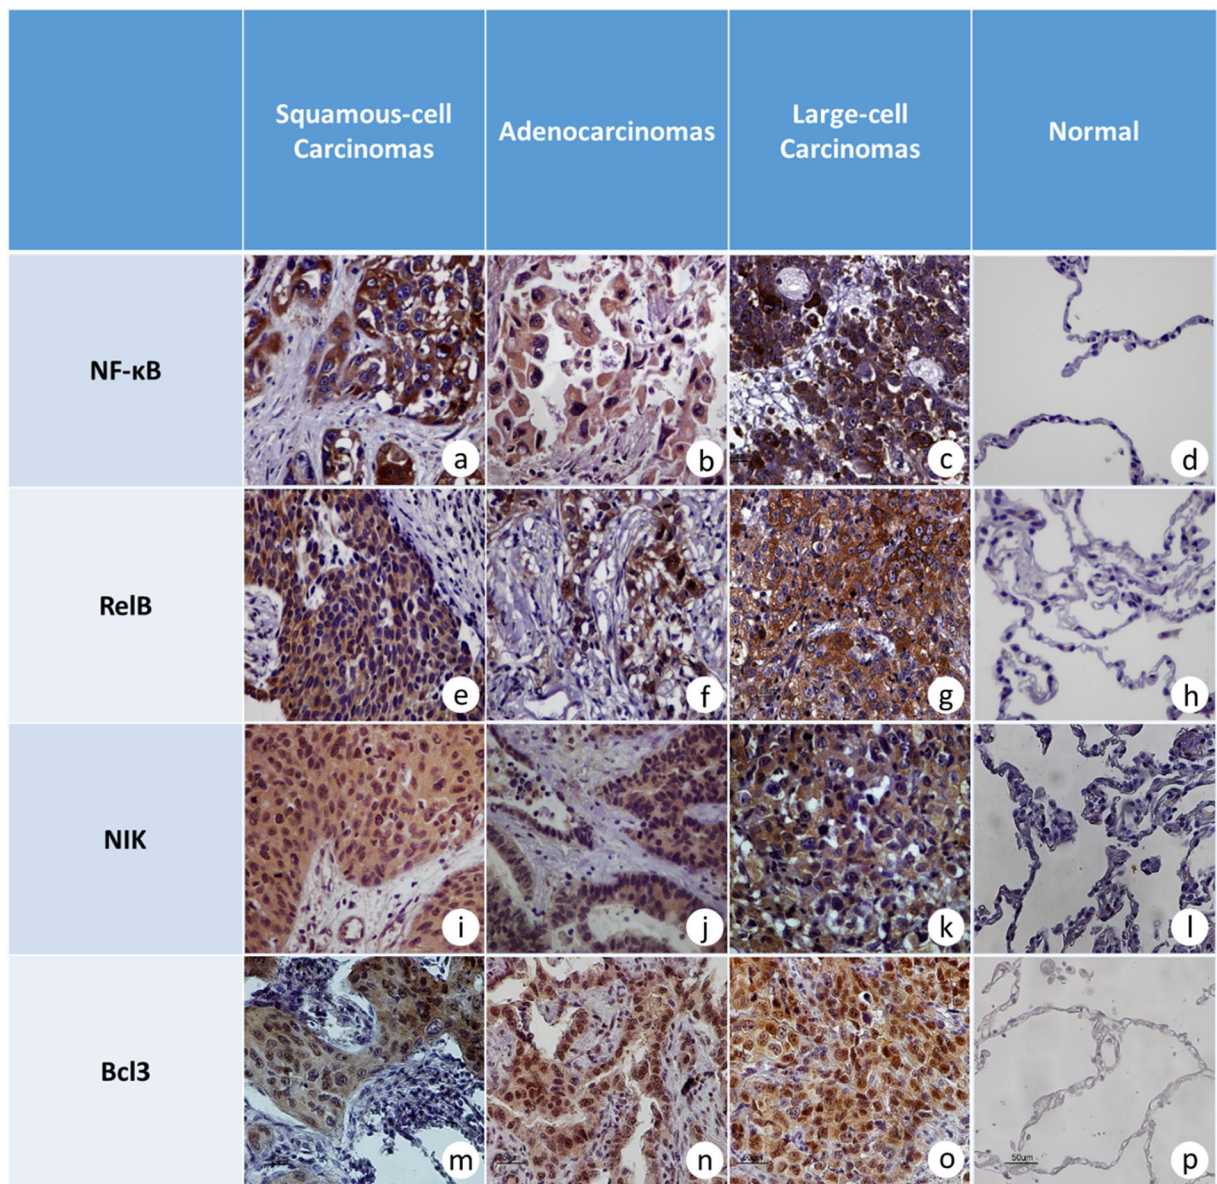 Squamous-cell
Carcinomas
Adenocarcinomas
Large-cell
Carcinomas
Normal
NF-κB
a
b
c
d
RelB
e
f
g
h
NIK
i
j
k
l
Bcl3
m
n
o
p
50um